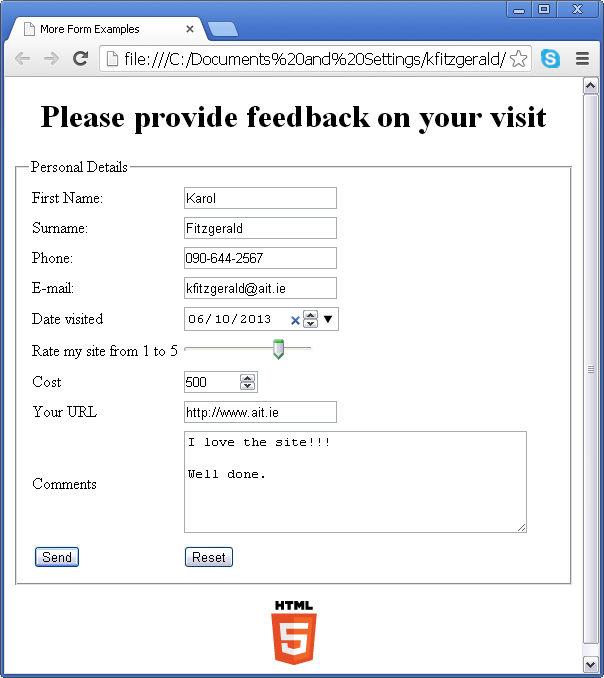 More Form Examples
file:///C:/Documents%20and%20Settings/kfitzgerald/
Please provide feedback on your visit
Personal Details
First Name: Karol
Surname: Fitzgerald
Phone: 090-644-2567
E-mail: kfitzgerald@ait.ie
Date visited 06/10/2013
Rate my site from 1 to 5
Cost 500
Your URL http://www.ait.ie
I love the site!!!
Well done.
Comments
Send Reset
HTML
5